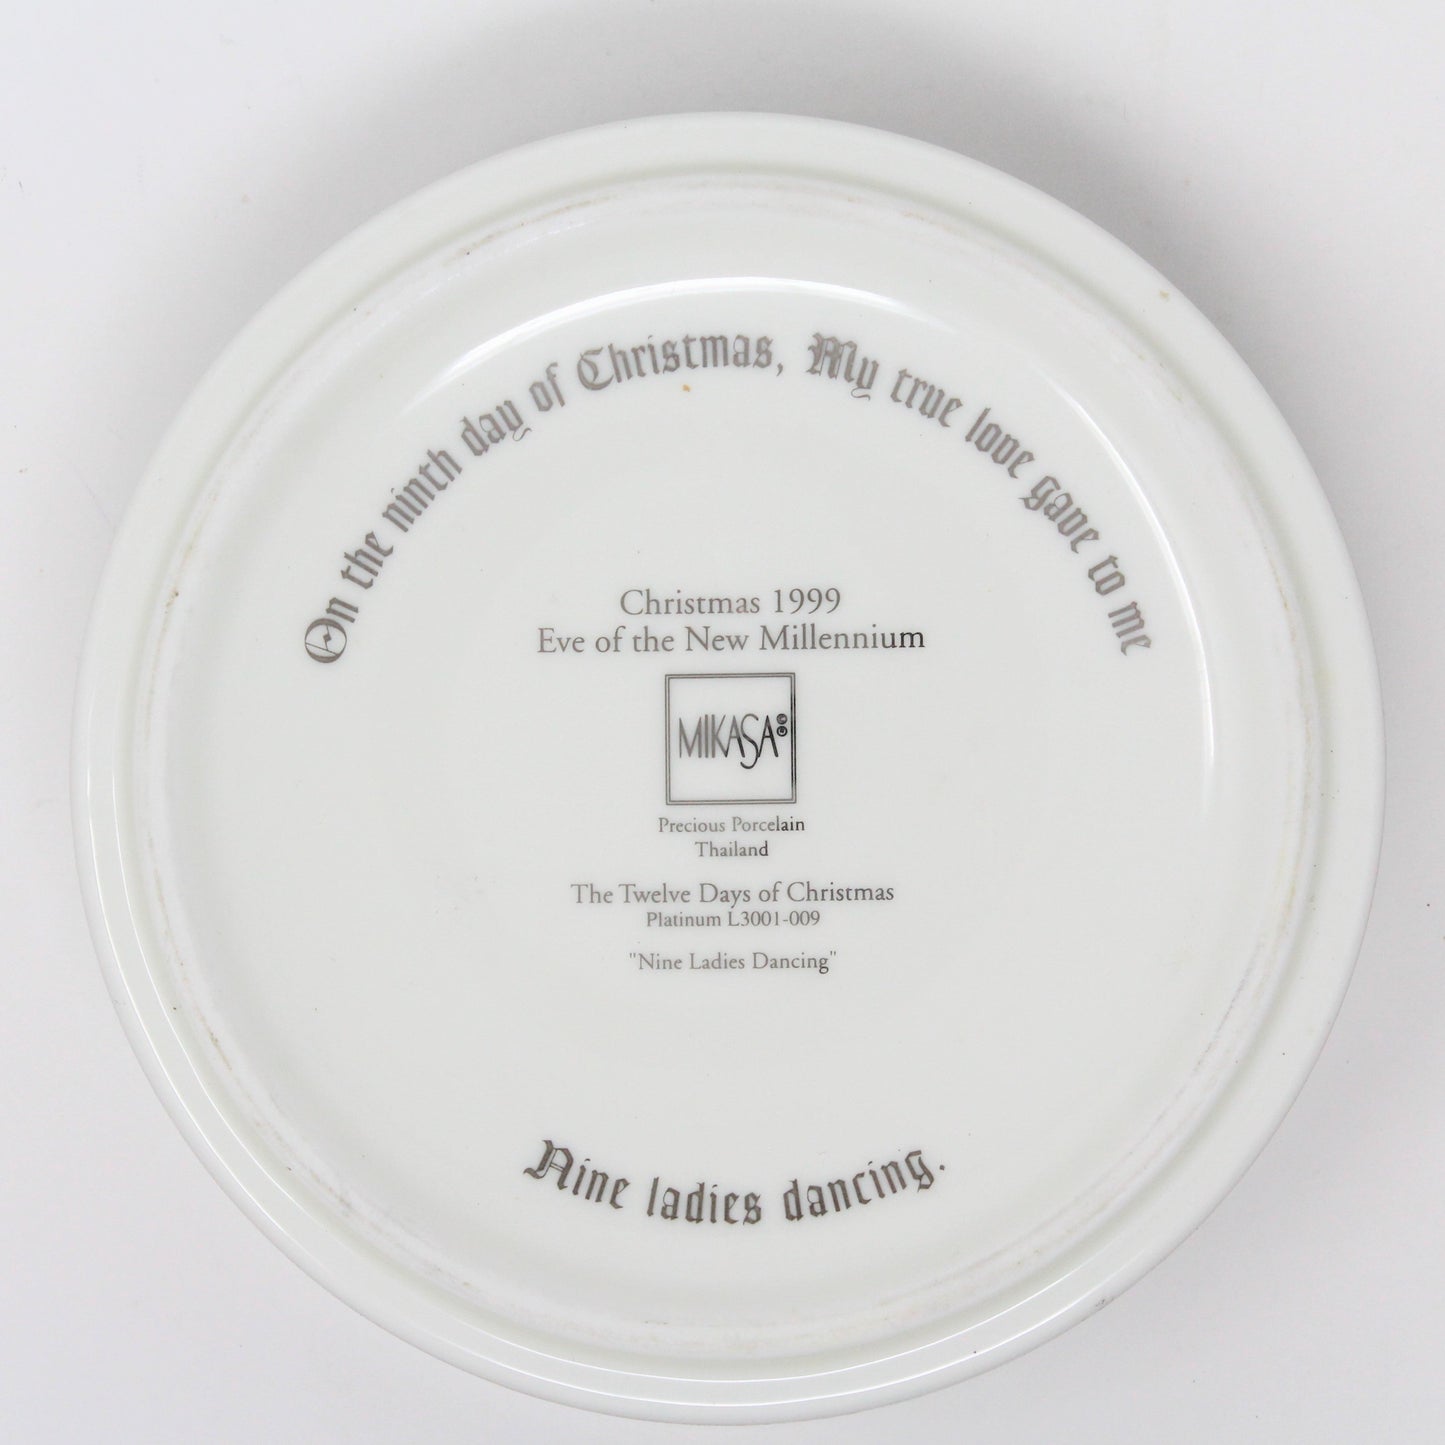 On the ninth day of Christmas, My true love gave to me
Christmas 1999
Eve of the New Millennium
MIKASA®©
Precious Porcelain
Thailand
The Twelve Days of Christmas
Platinum L3001-009
"Nine Ladies Dancing"
Nine ladies dancing.